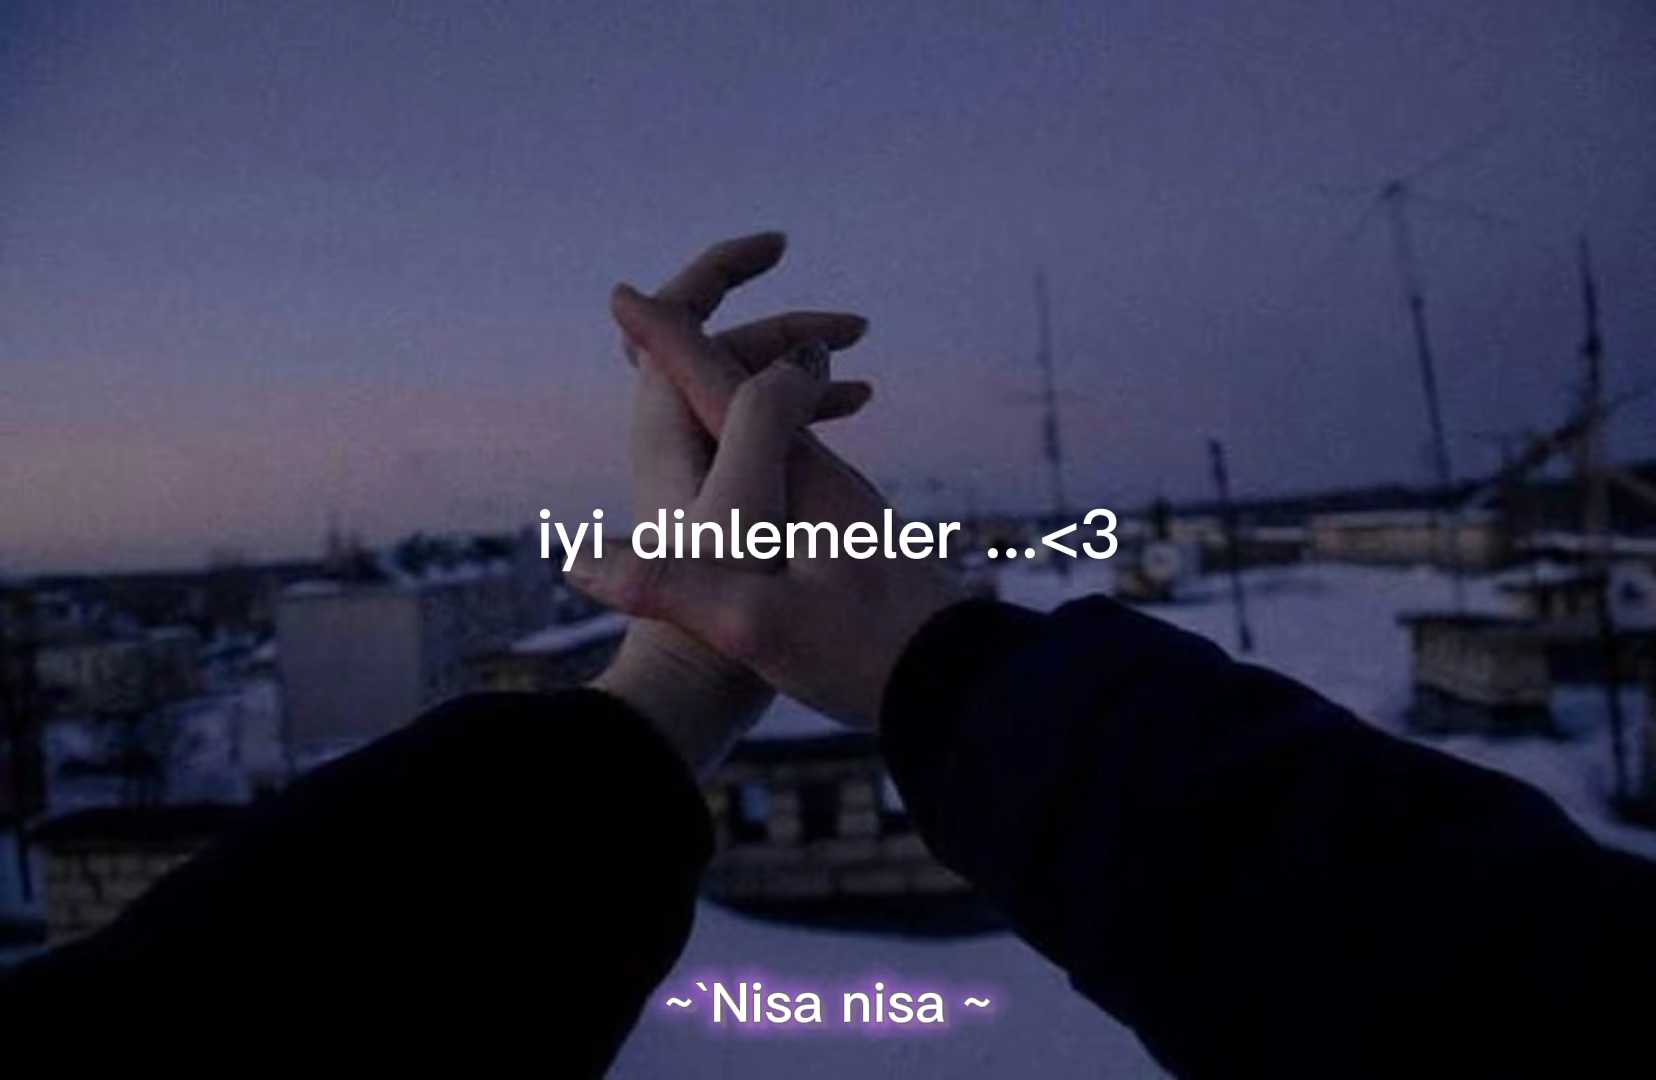 iyi dinlemeler ...<3
~`Nisa nisa ~